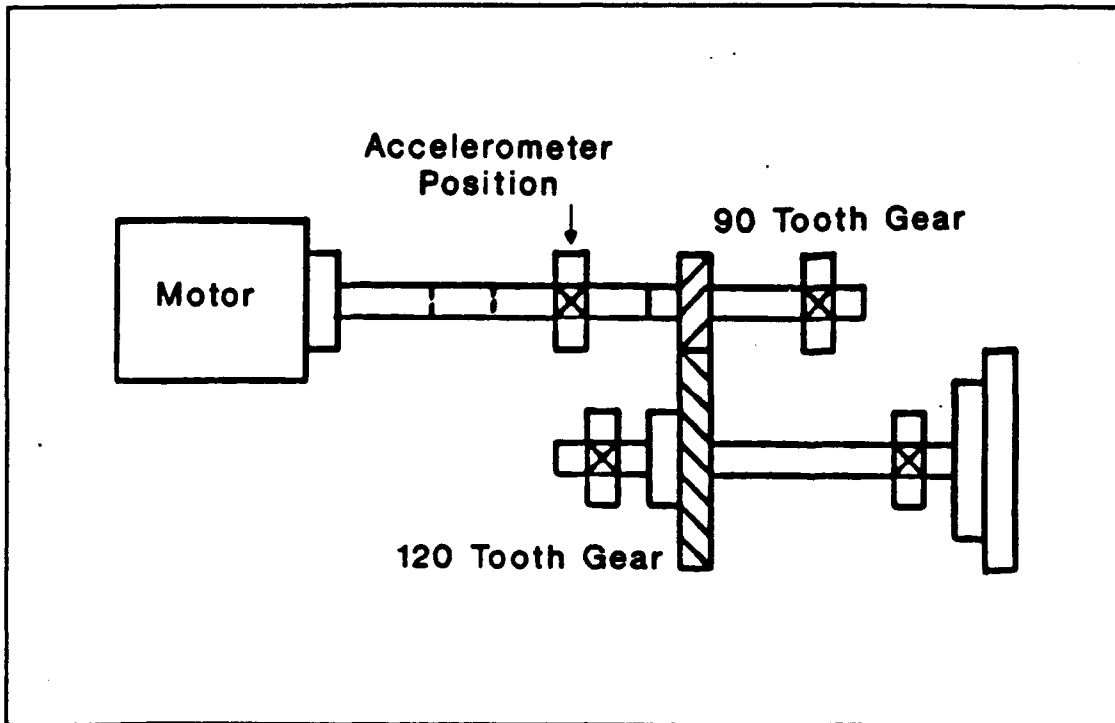 Accelerometer
Position
90 Tooth Gear
Motor
120 Tooth Gear